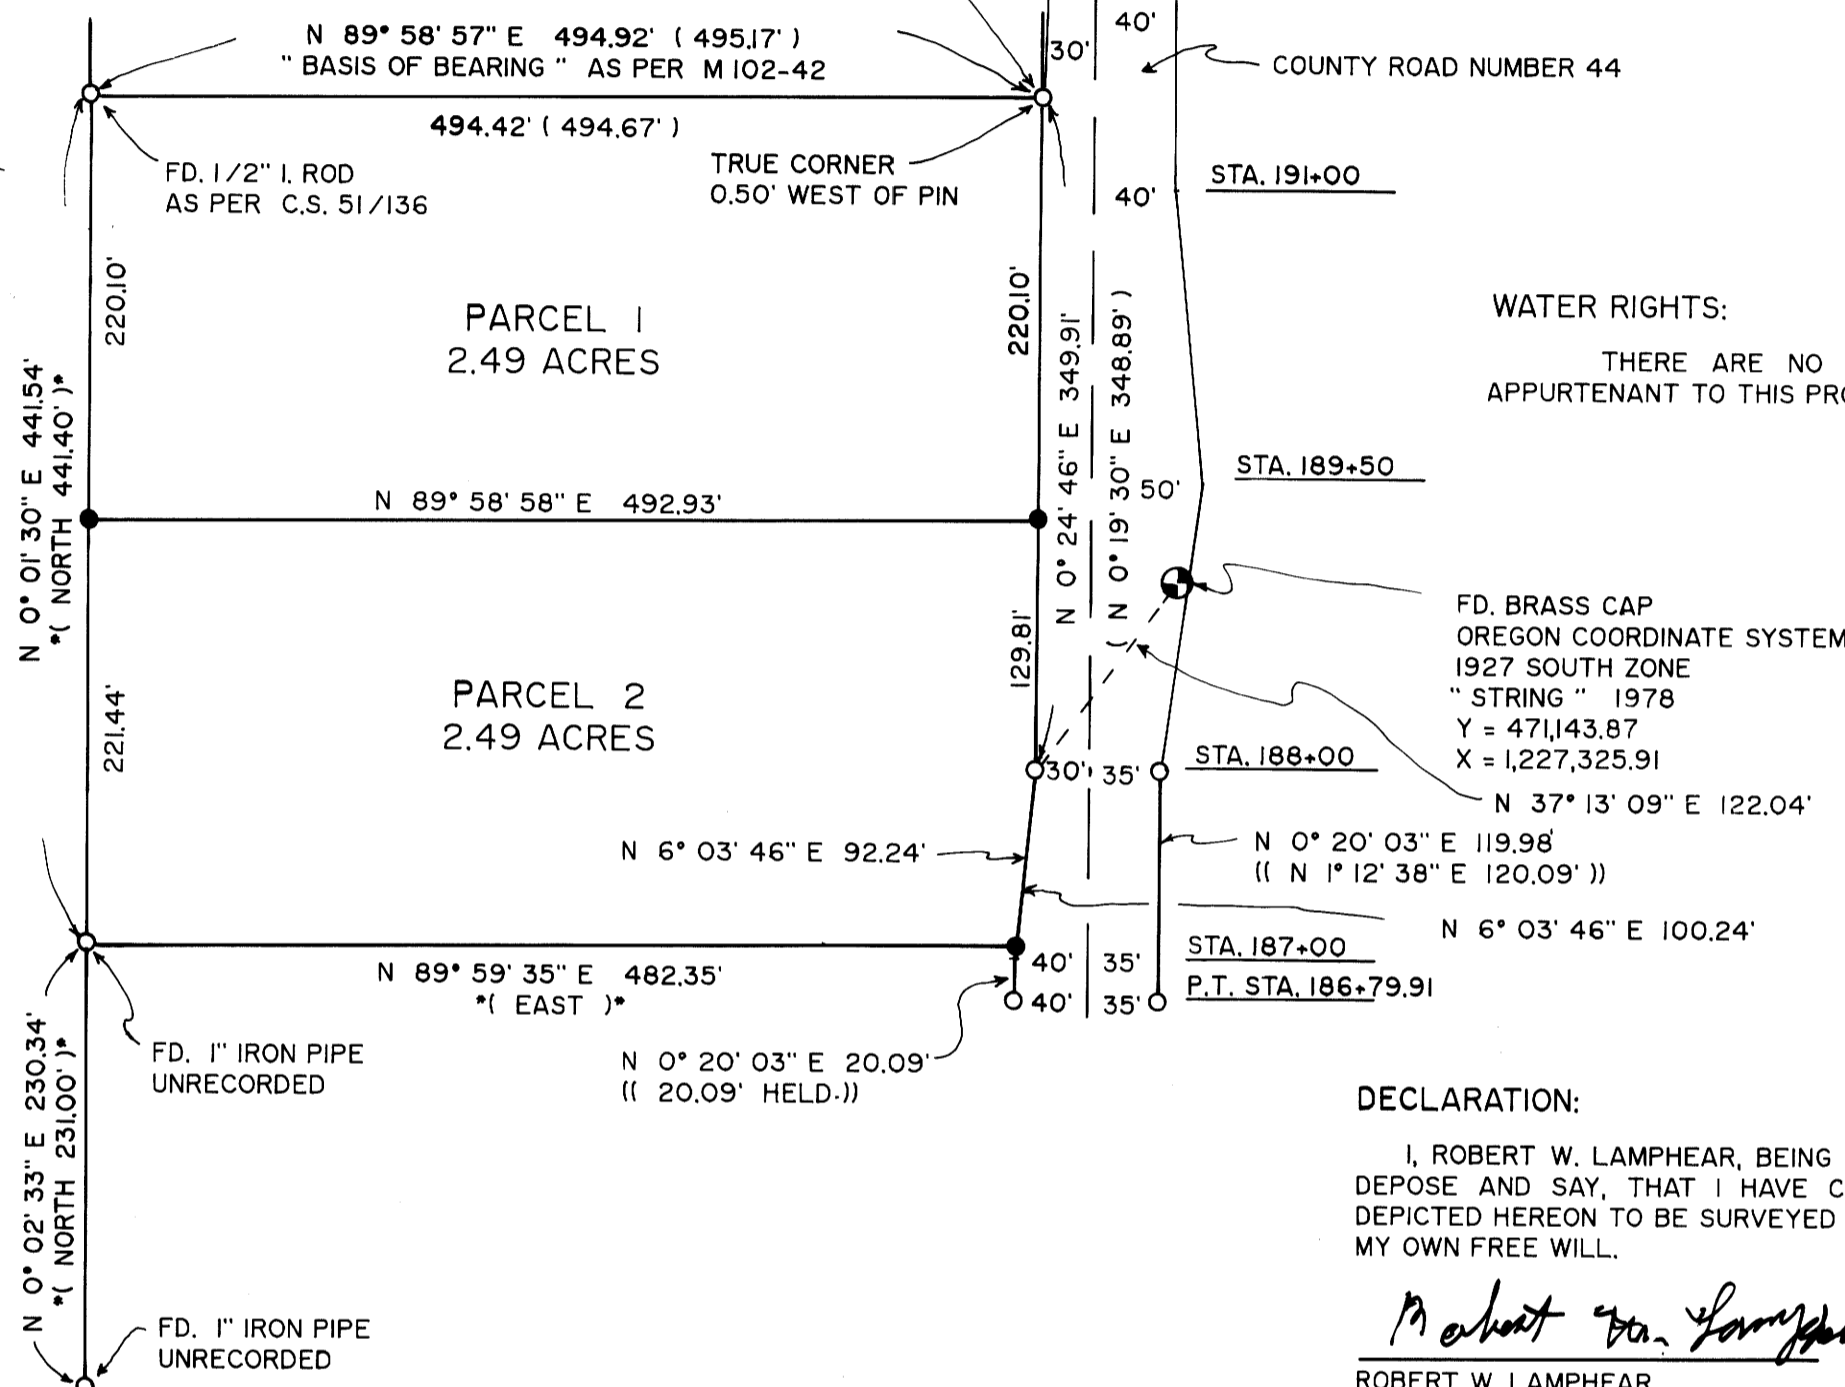 N 89° 58' 57" E 494.92' ( 495.17' )
" BASIS OF BEARING " AS PER M 102-42
494.42' ( 494.67' )
30'
40'
COUNTY ROAD NUMBER 44
FD. 1/2" I. ROD
AS PER C.S. 51/136
TRUE CORNER
0.50' WEST OF PIN
40'
STA. 191+00
220.10'
PARCEL 1
2.49 ACRES
220.10'
N 0° 24' 46" E 349.91'
( N 0° 19' 30" E 348.89' )
WATER RIGHTS:
THERE ARE NO
APPURTENANT TO THIS PRO
N 0° 01' 30" E 441.54'
*( NORTH 441.40' )*
STA. 189+50
50'
N 89° 58' 58" E 492.93'
FD. BRASS CAP
OREGON COORDINATE SYSTEM
1927 SOUTH ZONE
" STRING " 1978
Y = 471,143.87
X = 1,227,325.91
221.44'
PARCEL 2
2.49 ACRES
129.81'
30'
35'
STA. 188+00
N 37° 13' 09" E 122.04'
N 6° 03' 46" E 92.24'
N 0° 20' 03" E 119.98'
(( N 1° 12' 38" E 120.09' ))
N 6° 03' 46" E 100.24'
N 89° 59' 35" E 482.35'
*( EAST )*
40'
35'
STA. 187+00
40'
35'
P.T. STA. 186+79.91
FD. 1" IRON PIPE
UNRECORDED
N 0° 20' 03" E 20.09'
(( 20.09' HELD.))
N 0° 02' 33" E 230.34'
*( NORTH 231.00' )*
DECLARATION:
I, ROBERT W. LAMPHEAR, BEING
DEPOSE AND SAY, THAT I HAVE C
DEPICTED HEREON TO BE SURVEYED
MY OWN FREE WILL.
FD. 1" IRON PIPE
UNRECORDED
Robert W. Lamphear
ROBERT W. LAMPHEAR